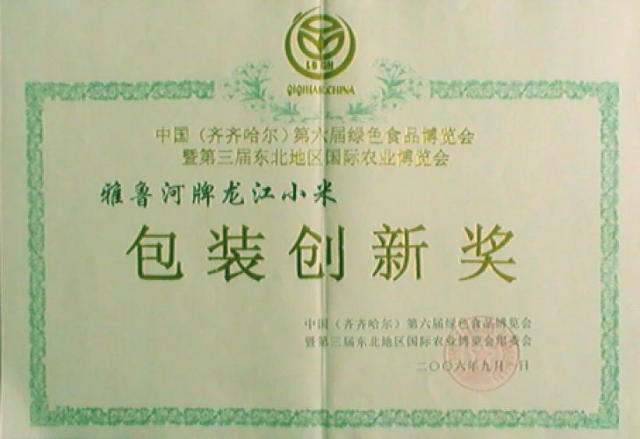 QIQIHAR.CHINA
中国（齐齐哈尔）第六届绿色食品博览会
暨第三届东北地区国际农业博览会
雅鲁河牌龙江小米
包装创新奖
中国（齐齐哈尔）第六届绿色食品博览会
暨第三届东北地区国际农业博览会组委会
二〇〇六年九月一日